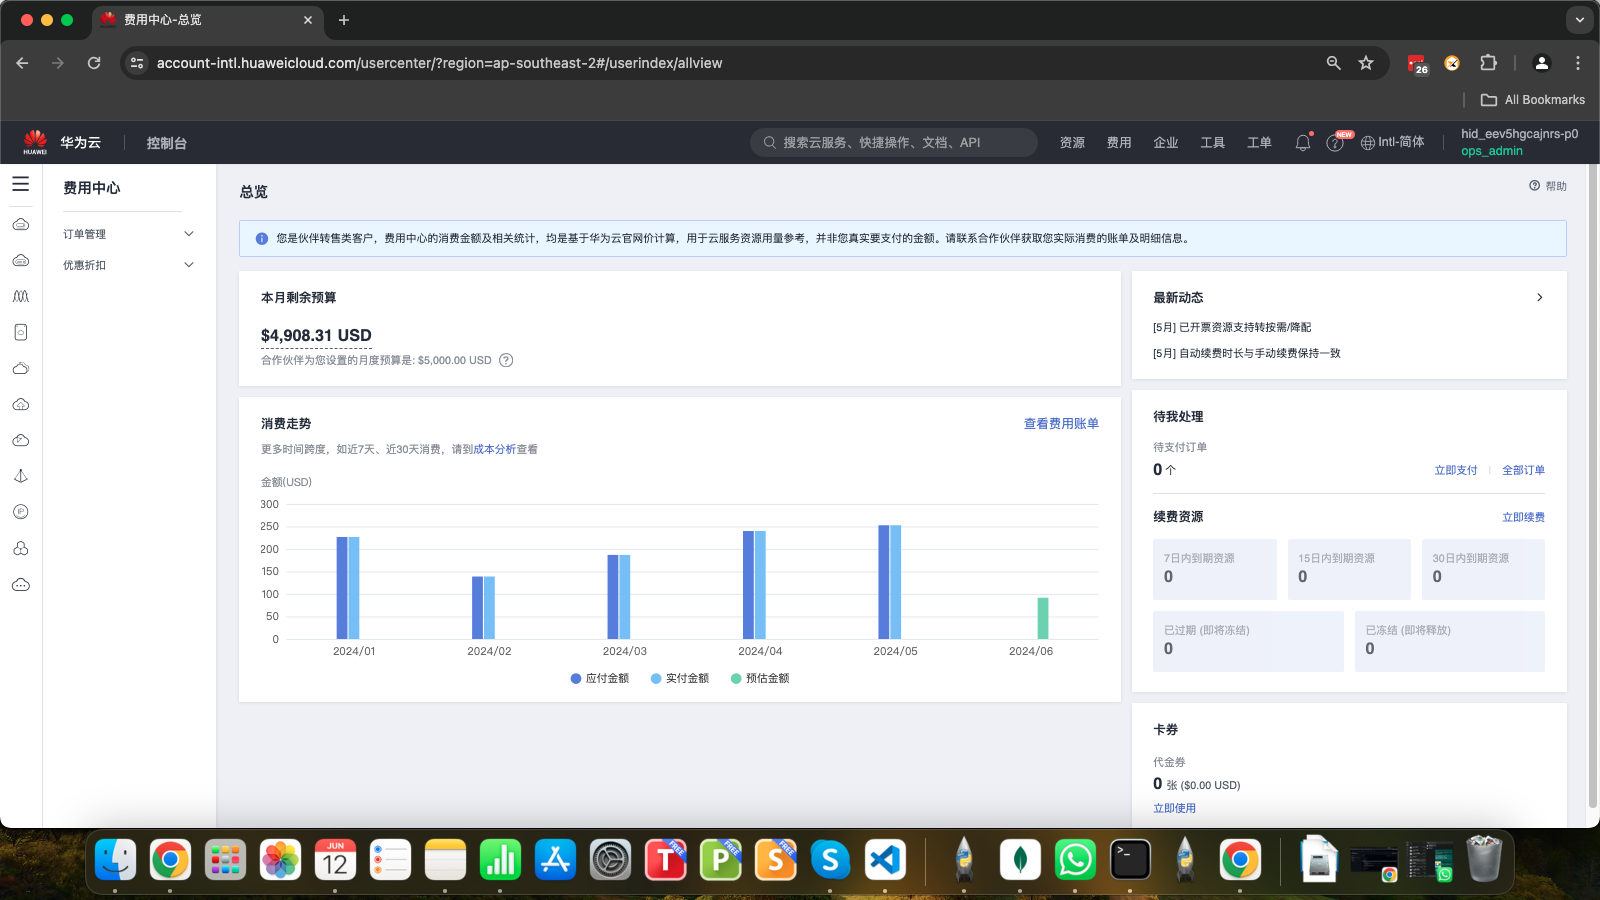 费用中心-总览
account-intl.huaweicloud.com/usercenter/?region=ap-southeast-2#/userindex/allview
26
All Bookmarks
HUAWEI
华为云
控制台
搜索云服务、快捷操作、文档、API
资源
费用
企业
工具
工单
NEW
Intl-简体
hid_eev5hgcajnrs-p0
ops_admin
费用中心
订单管理
优惠折扣
总览
帮助
您是伙伴转售类客户，费用中心的消费金额及相关统计，均是基于华为云官网价计算，用于云服务资源用量参考，并非您真实要支付的金额。请联系合作伙伴获取您实际消费的账单及明细信息。
本月剩余预算
$4,908.31 USD
合作伙伴为您设置的月度预算是: $5,000.00 USD
消费走势
查看费用账单
更多时间跨度，如近7天、近30天消费，请到成本分析查看
金额(USD)
300
250
200
150
100
50
0
2024/01
2024/02
2024/03
2024/04
2024/05
2024/06
应付金额
实付金额
预估金额
最新动态
[5月] 已开票资源支持转按需/降配
[5月] 自动续费时长与手动续费保持一致
待我处理
待支付订单
0 个
立即支付
全部订单
续费资源
立即续费
7日内到期资源
0
15日内到期资源
0
30日内到期资源
0
已过期 (即将冻结)
0
已冻结 (即将释放)
0
卡券
代金券
0 张 ($0.00 USD)
立即使用
IP
JUN
12
T
FREE
P
FREE
S
FREE
S
>_